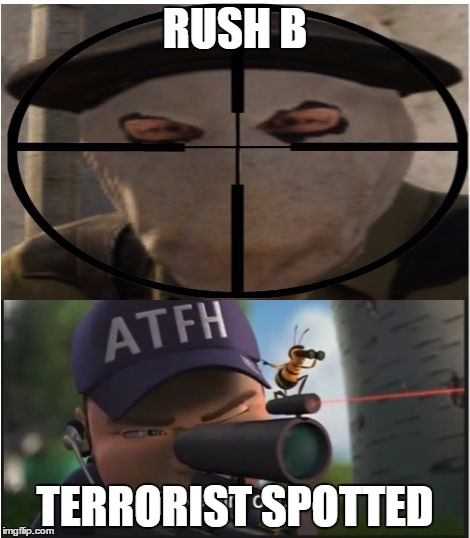 RUSH B
ATFH
TERRORIST SPOTTED
imgflip.com